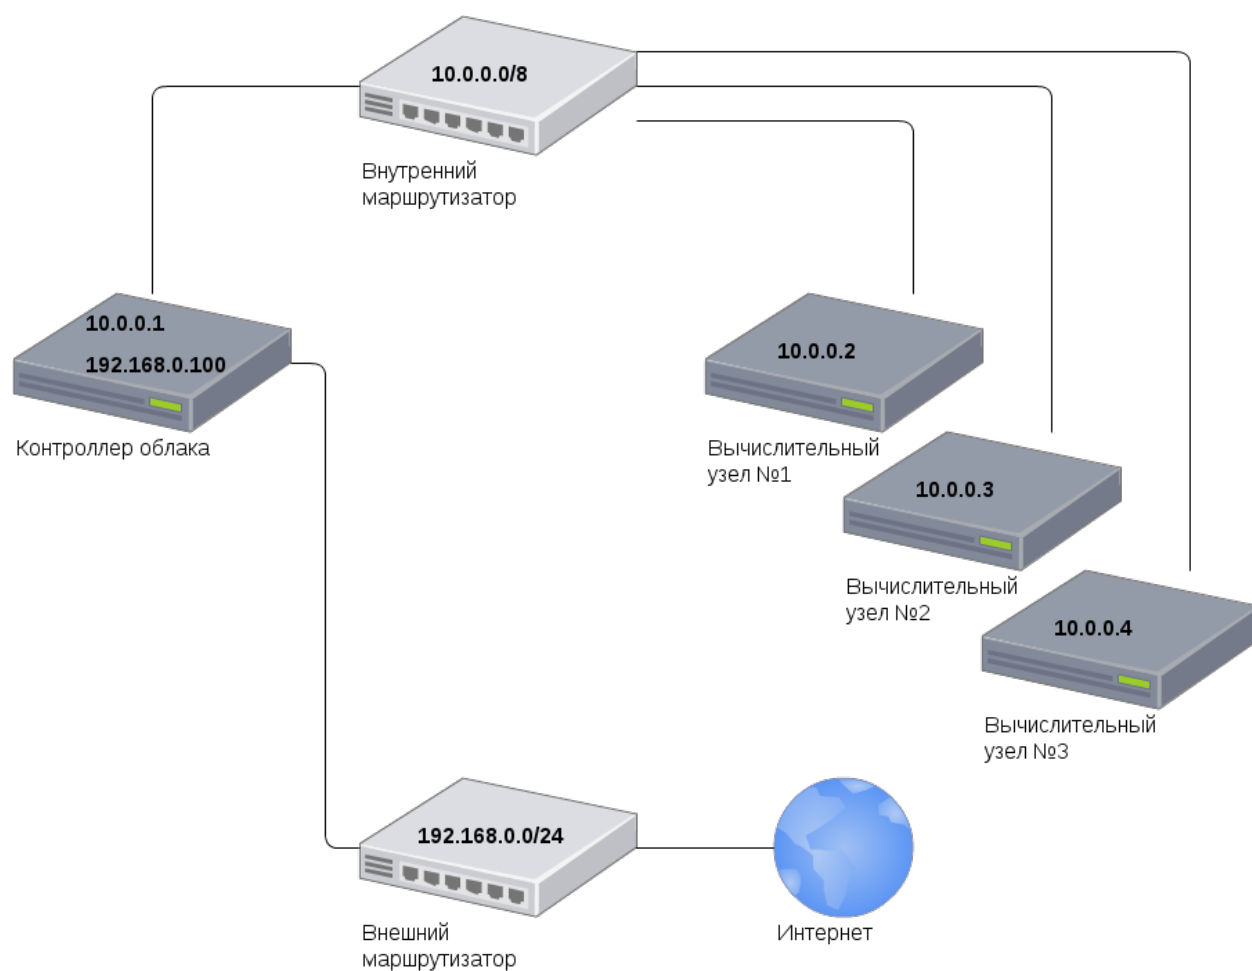 10.0.0.0/8
Внутренний
маршрутизатор
10.0.0.1
192.168.0.100
Контроллер облака
10.0.0.2
Вычислительный
узел №1
10.0.0.3
Вычислительный
узел №2
10.0.0.4
Вычислительный
узел №3
192.168.0.0/24
Внешний
маршрутизатор
Интернет